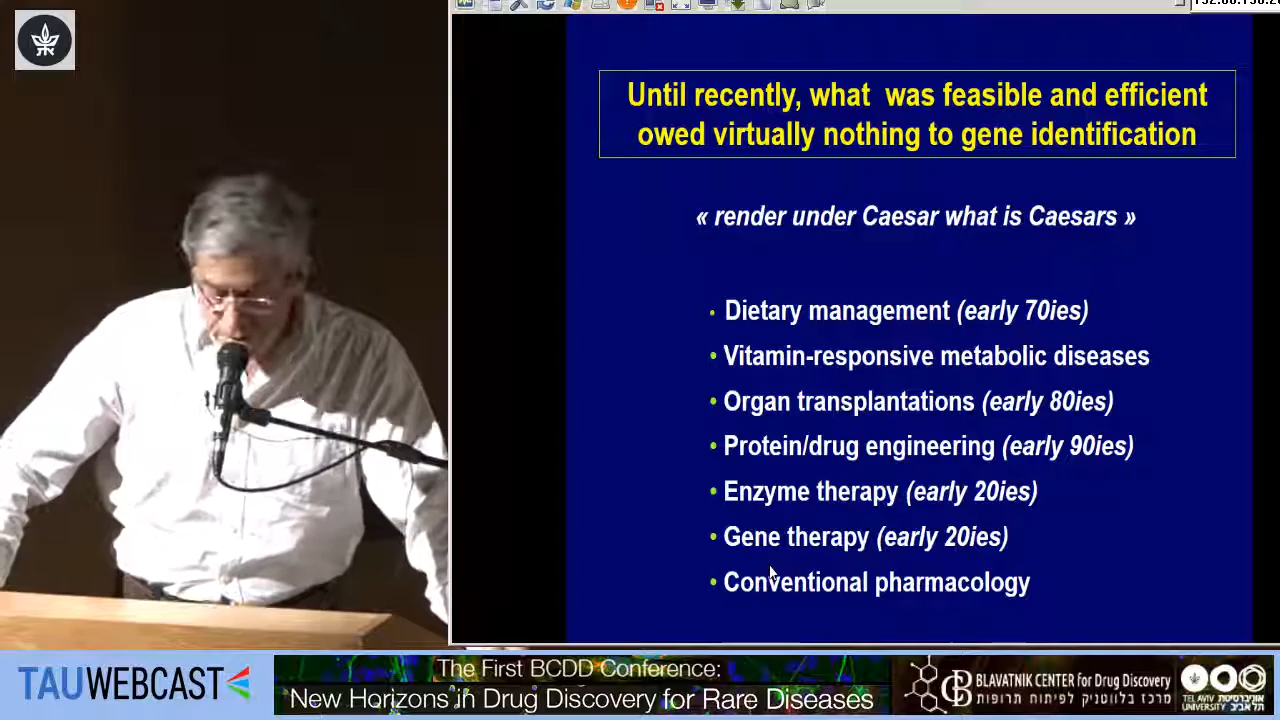 Until recently, what was feasible and efficient
owed virtually nothing to gene identification
« render under Caesar what is Caesars »
• Dietary management (early 70ies)
• Vitamin-responsive metabolic diseases
• Organ transplantations (early 80ies)
• Protein/drug engineering (early 90ies)
• Enzyme therapy (early 20ies)
• Gene therapy (early 20ies)
• Conventional pharmacology
TAUWEBCAST
The First BCDD Conference:
New Horizons in Drug Discovery for Rare Diseases
BLAVATNIK CENTER for Drug Discovery
מרכז בלווטניק לפיתוח תרופות
TEL AVIV UNIVERSITY
אוניברסיטת תל אביב